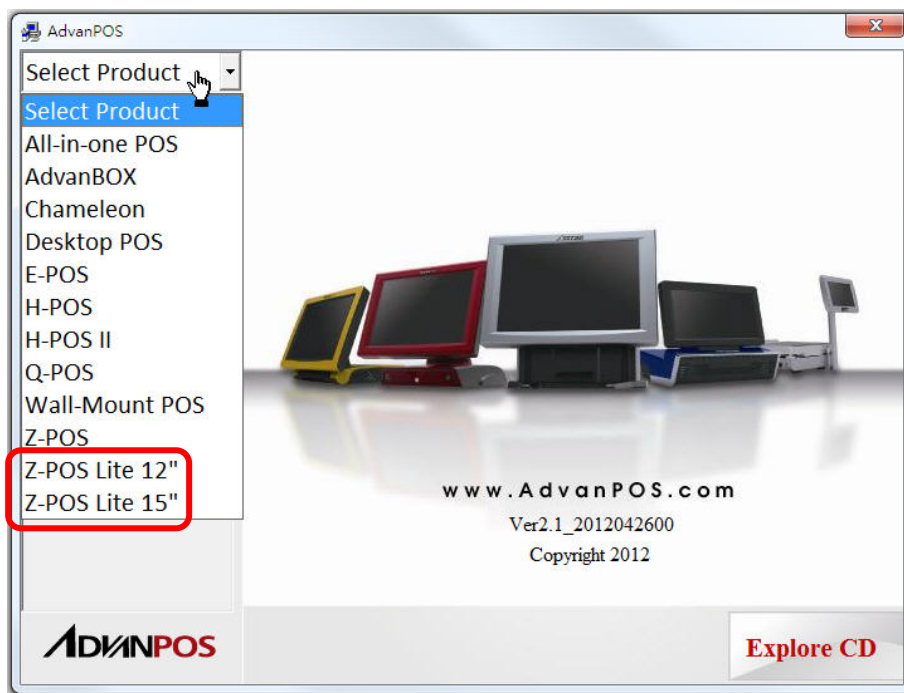 AdvanPOS
Select Product
Select Product
All-in-one POS
AdvanBOX
Chameleon
Desktop POS
E-POS
H-POS
H-POS II
Q-POS
Wall-Mount POS
Z-POS
Z-POS Lite 12"
Z-POS Lite 15"
www.AdvanPOS.com
Ver2.1_2012042600
Copyright 2012
ADVANPOS
Explore CD